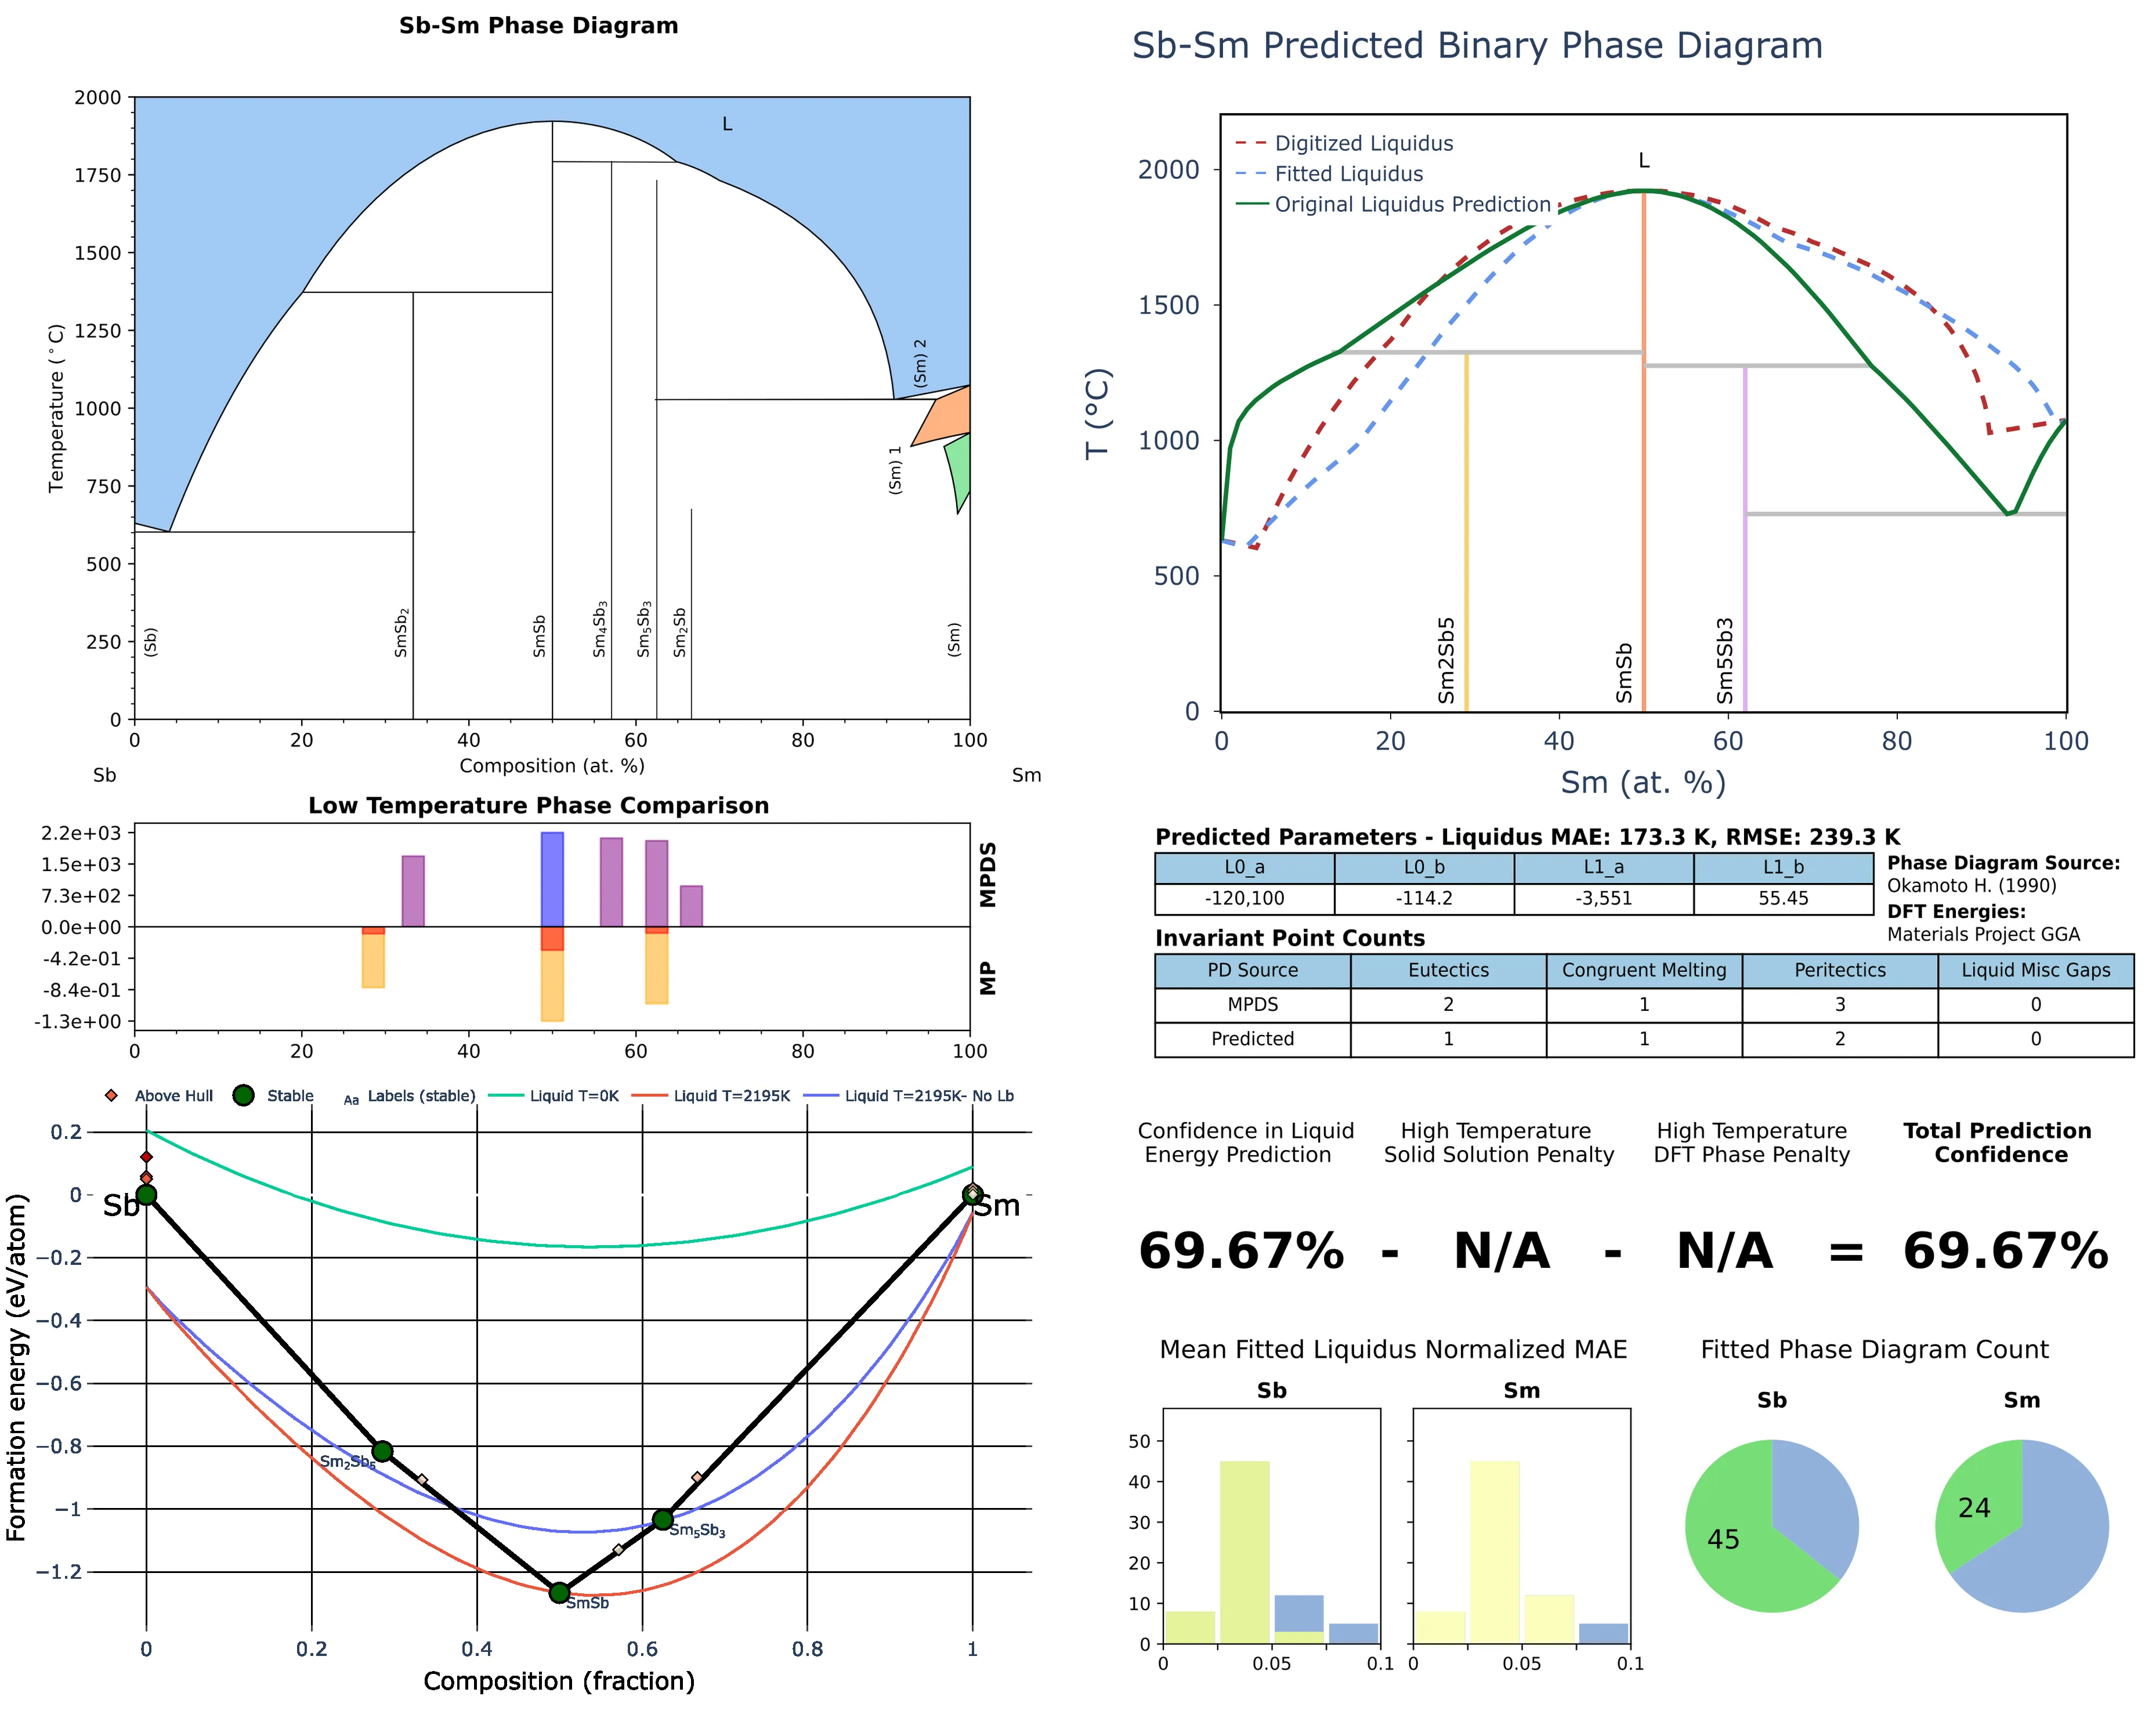 Sb-Sm Phase Diagram
2000
1750
1500
1250
1000
750
500
250
0
Temperature (°C)
L
(Sm) 2
(Sm) 1
(Sb)
SmSb2
SmSb
Sm4Sb3
Sm5Sb3
Sm2Sb
(Sm)
0 20 40 60 80 100
Composition (at. %)
Sb Sm
Sb-Sm Predicted Binary Phase Diagram
Digitized Liquidus
Fitted Liquidus
Original Liquidus Prediction
L
2000
1500
1000
500
0
T (°C)
Sm2Sb5
SmSb
Sm5Sb3
0 20 40 60 80 100
Sm (at. %)
Low Temperature Phase Comparison
2.2e+03
1.5e+03
7.3e+02
0.0e+00
-4.2e-01
-8.4e-01
-1.3e+00
MPDS
MP
0 20 40 60 80 100
Predicted Parameters - Liquidus MAE: 173.3 K, RMSE: 239.3 K
L0_a L0_b L1_a L1_b
-120,100 -114.2 -3,551 55.45
Phase Diagram Source:
Okamoto H. (1990)
DFT Energies:
Materials Project GGA
Invariant Point Counts
PD Source Eutectics Congruent Melting Peritectics Liquid Misc Gaps
MPDS 2 1 3 0
Predicted 1 1 2 0
Above Hull Stable Aa Labels (stable) Liquid T=0K Liquid T=2195K Liquid T=2195K- No Lb
0.2
0
−0.2
−0.4
−0.6
−0.8
−1
−1.2
Formation energy (eV/atom)
Sb
Sm
Sm2Sb5
Sm5Sb3
SmSb
0 0.2 0.4 0.6 0.8 1
Composition (fraction)
Confidence in Liquid Energy Prediction
High Temperature Solid Solution Penalty
High Temperature DFT Phase Penalty
Total Prediction Confidence
69.67% - N/A - N/A = 69.67%
Mean Fitted Liquidus Normalized MAE
Sb Sm
50
40
30
20
10
0
0 0.05 0.1 0 0.05 0.1
Fitted Phase Diagram Count
Sb Sm
45 24